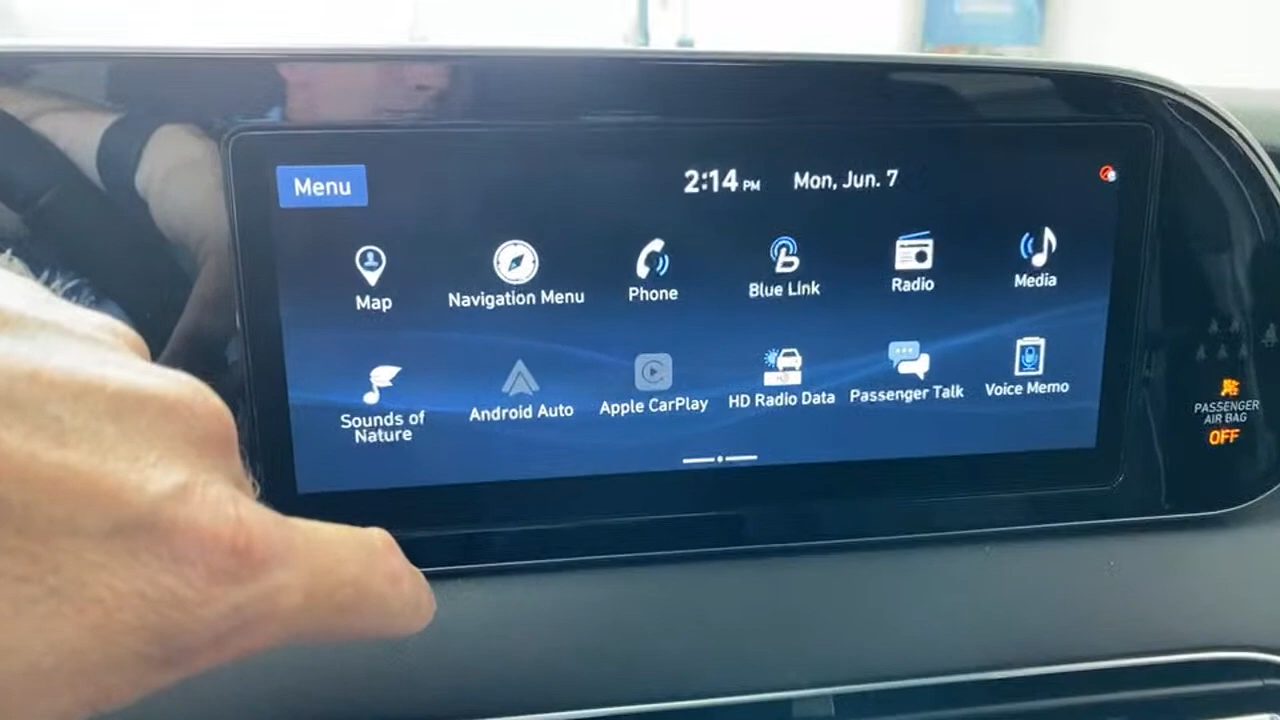 Menu
2:14 PM Mon, Jun. 7
Map
Navigation Menu
Phone
Blue Link
Radio
Media
Sounds of
Nature
Android Auto
Apple CarPlay
HD Radio Data
Passenger Talk
Voice Memo
PASSENGER
AIR BAG
OFF